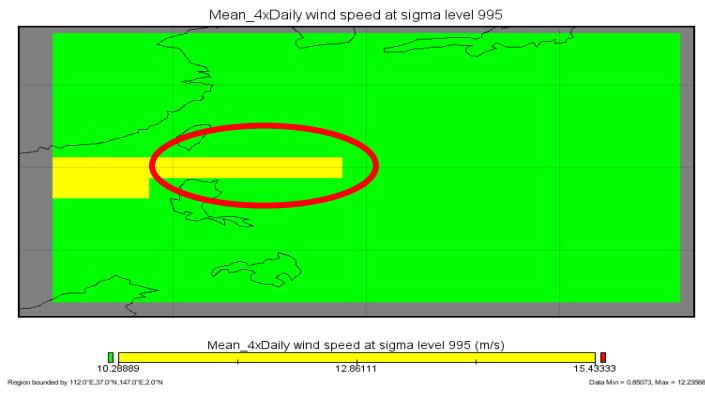 Mean_4xDaily wind speed at sigma level 995
Mean_4xDaily wind speed at sigma level 995 (m/s)
10.28889 12.86111 15.43333
Region bounded by 112.0°E,37.0°N,147.0°E,2.0°N Data Min = 0.85073, Max = 12.23568